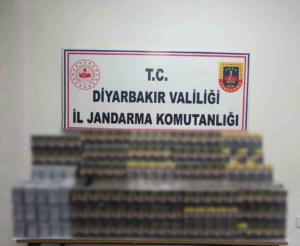 T.C.
DİYARBAKIR VALİLİĞİ
İL JANDARMA KOMUTANLIĞI